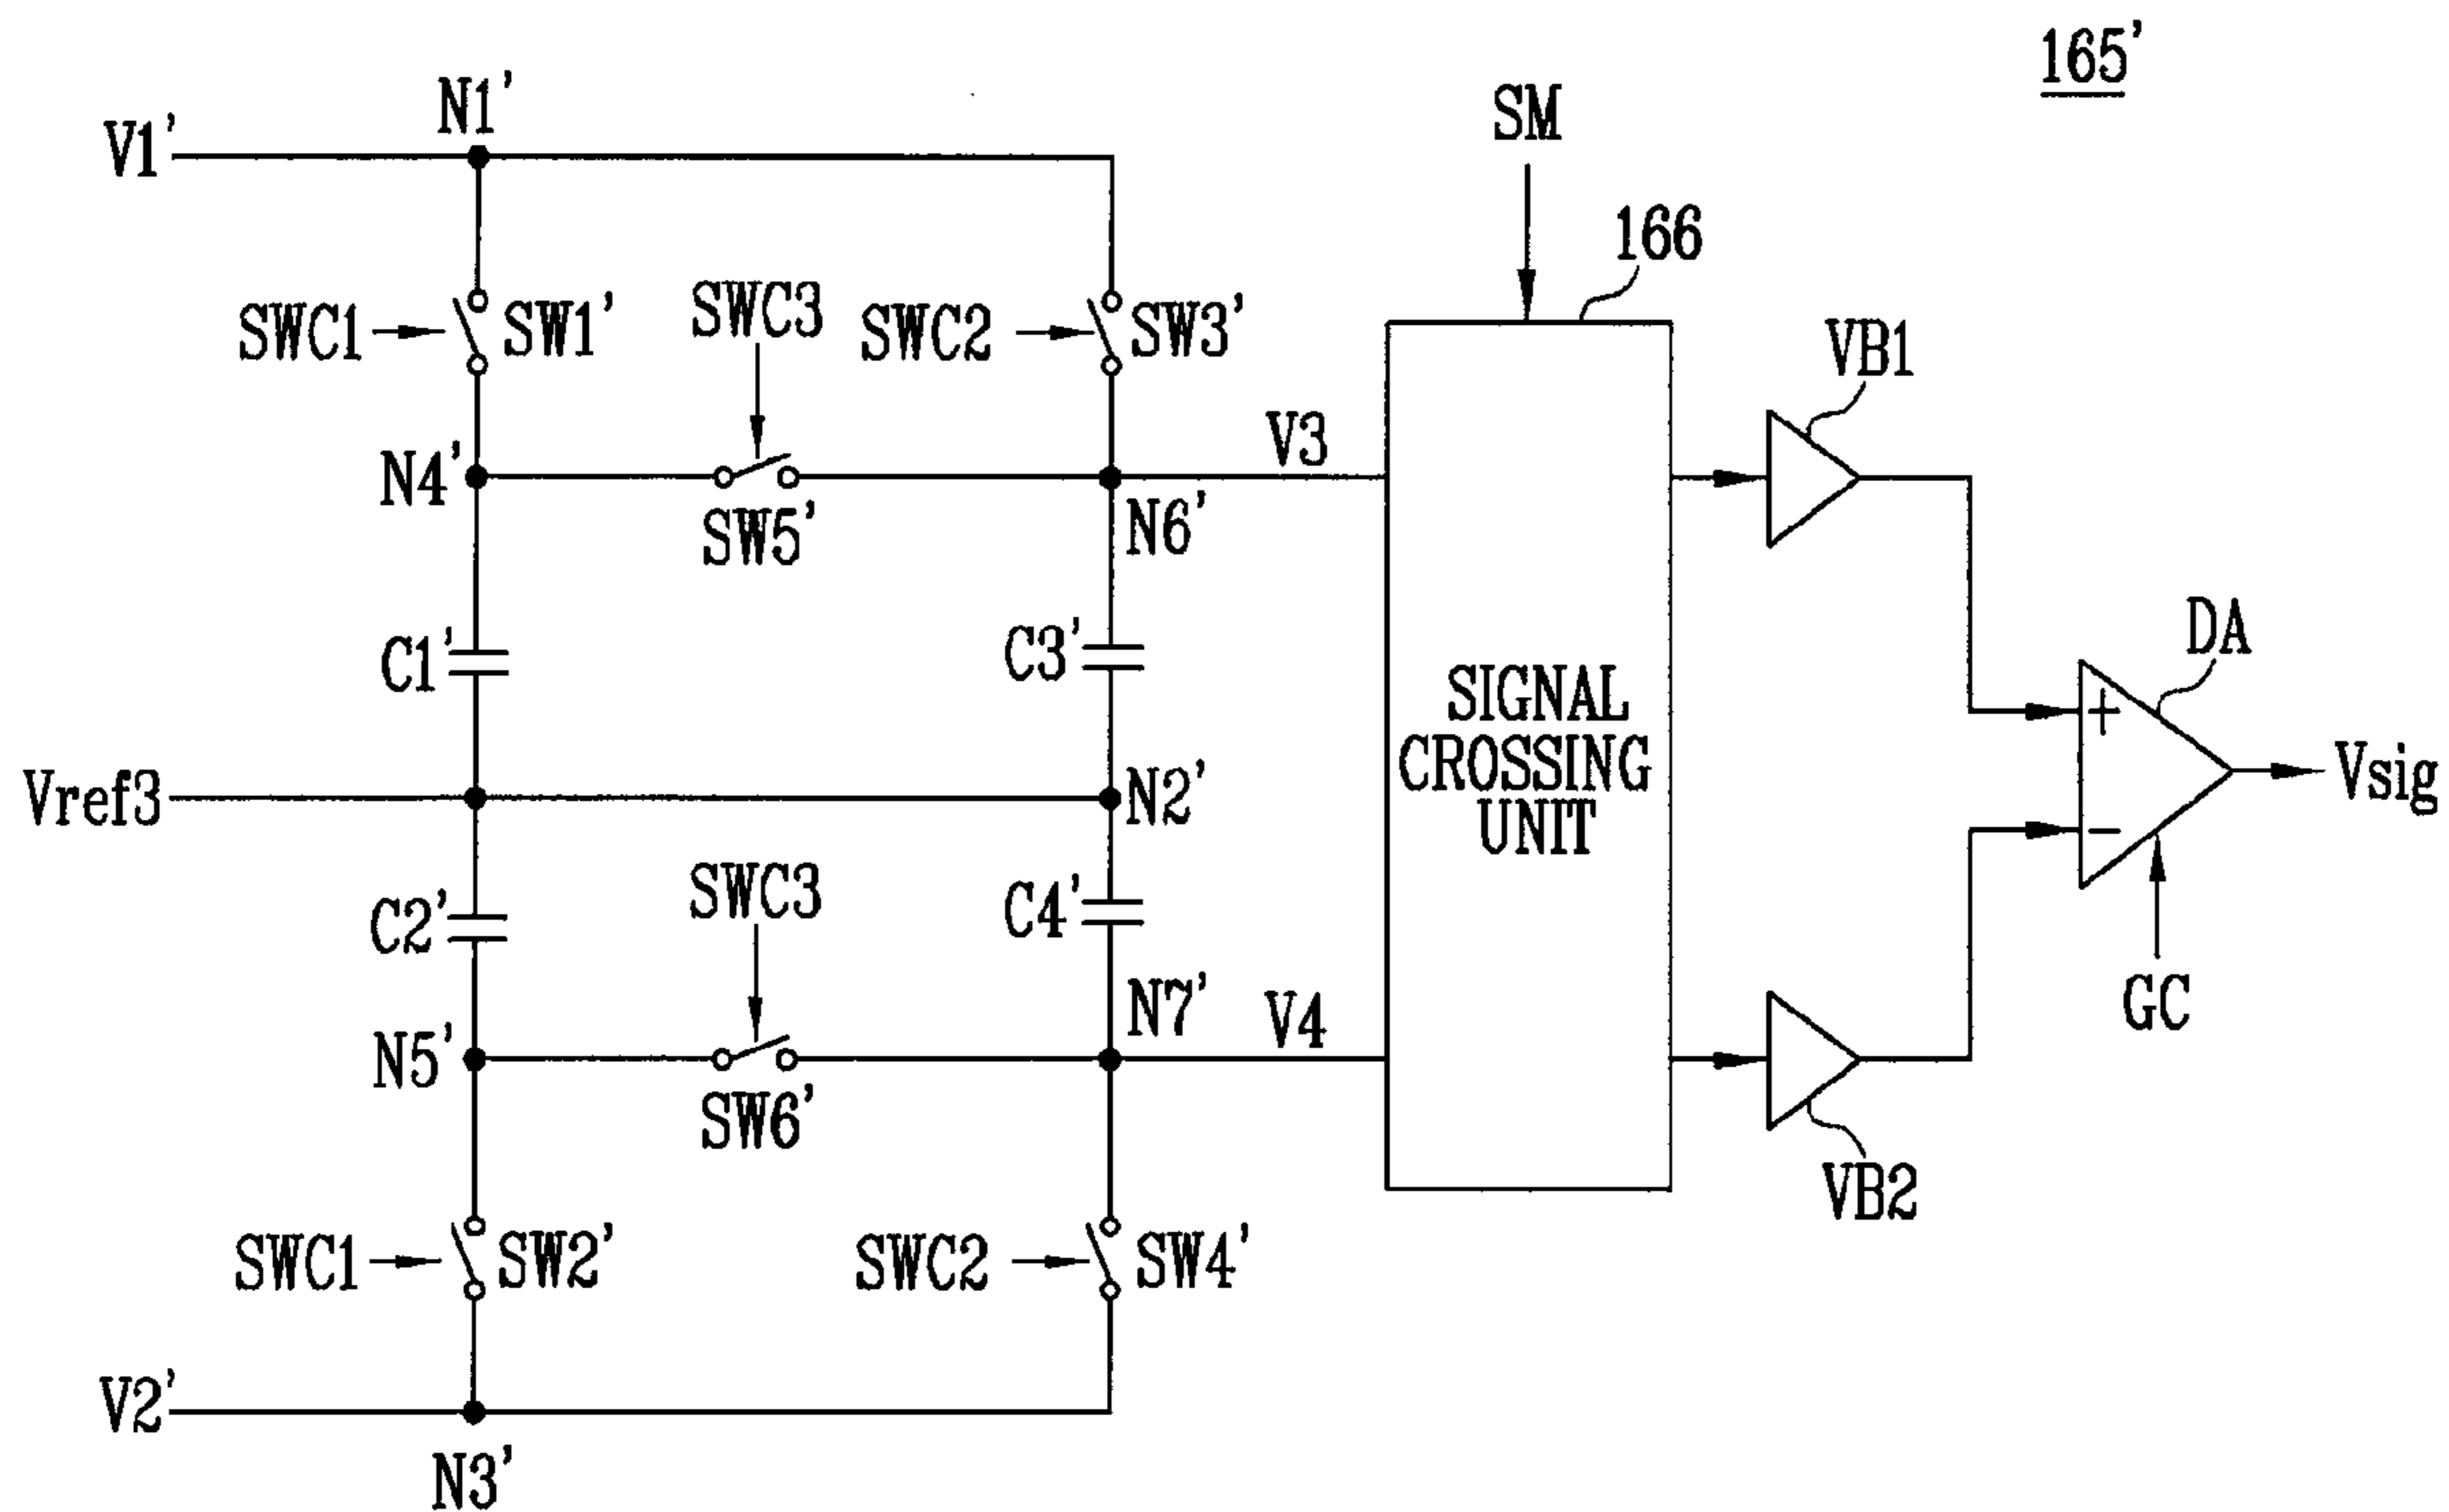 165'
N1'
V1'
SM
166
SWC3
SWC1
SW1'
SWC2
SW3'
VB1
V3
N4'
SW5'
N6'
C1'
C3'
DA
SIGNAL
CROSSING
UNIT
+
Vref3
N2'
Vsig
−
SWC3
C2'
C4'
GC
N7'
V4
N5'
SW6'
VB2
SWC1
SW2'
SWC2
SW4'
V2'
N3'